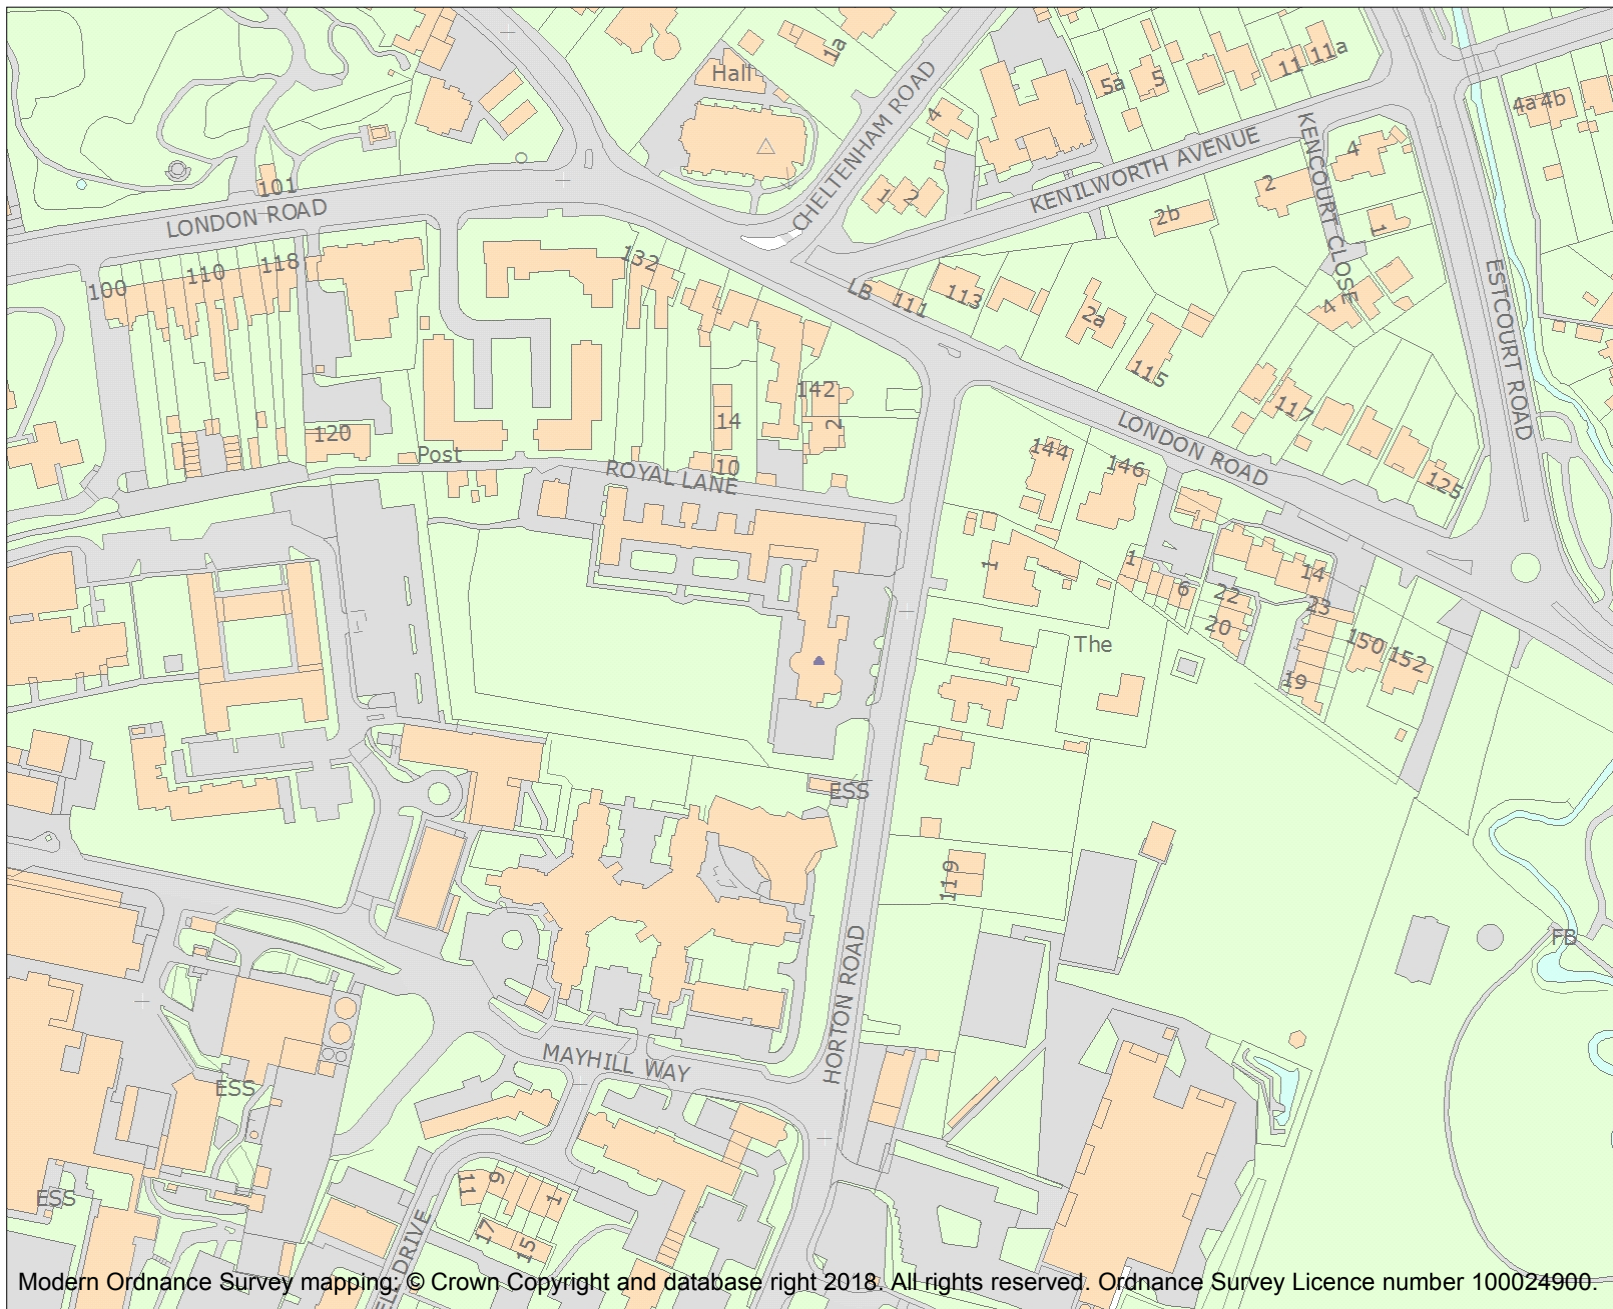 1a
Hall
5a
5
11
11a
4a
4b
4
CHELTENHAM ROAD
KENILWORTH AVENUE
KENCOURT CLOSE
4
2
2b
1
2
1
101
LONDON ROAD
ESTCOURT ROAD
100
110
118
132
LB
111
113
2a
4
115
117
142
14
2
120
Post
10
ROYAL LANE
LONDON ROAD
144
146
125
1
1
6
22
20
14
23
The
150
152
19
ESS
119
FB
HORTON ROAD
MAYHILL WAY
ESS
ESS
11
9
1
17
15
DRIVE
Modern Ordnance Survey mapping: © Crown Copyright and database right 2018. All rights reserved. Ordnance Survey Licence number 100024900.